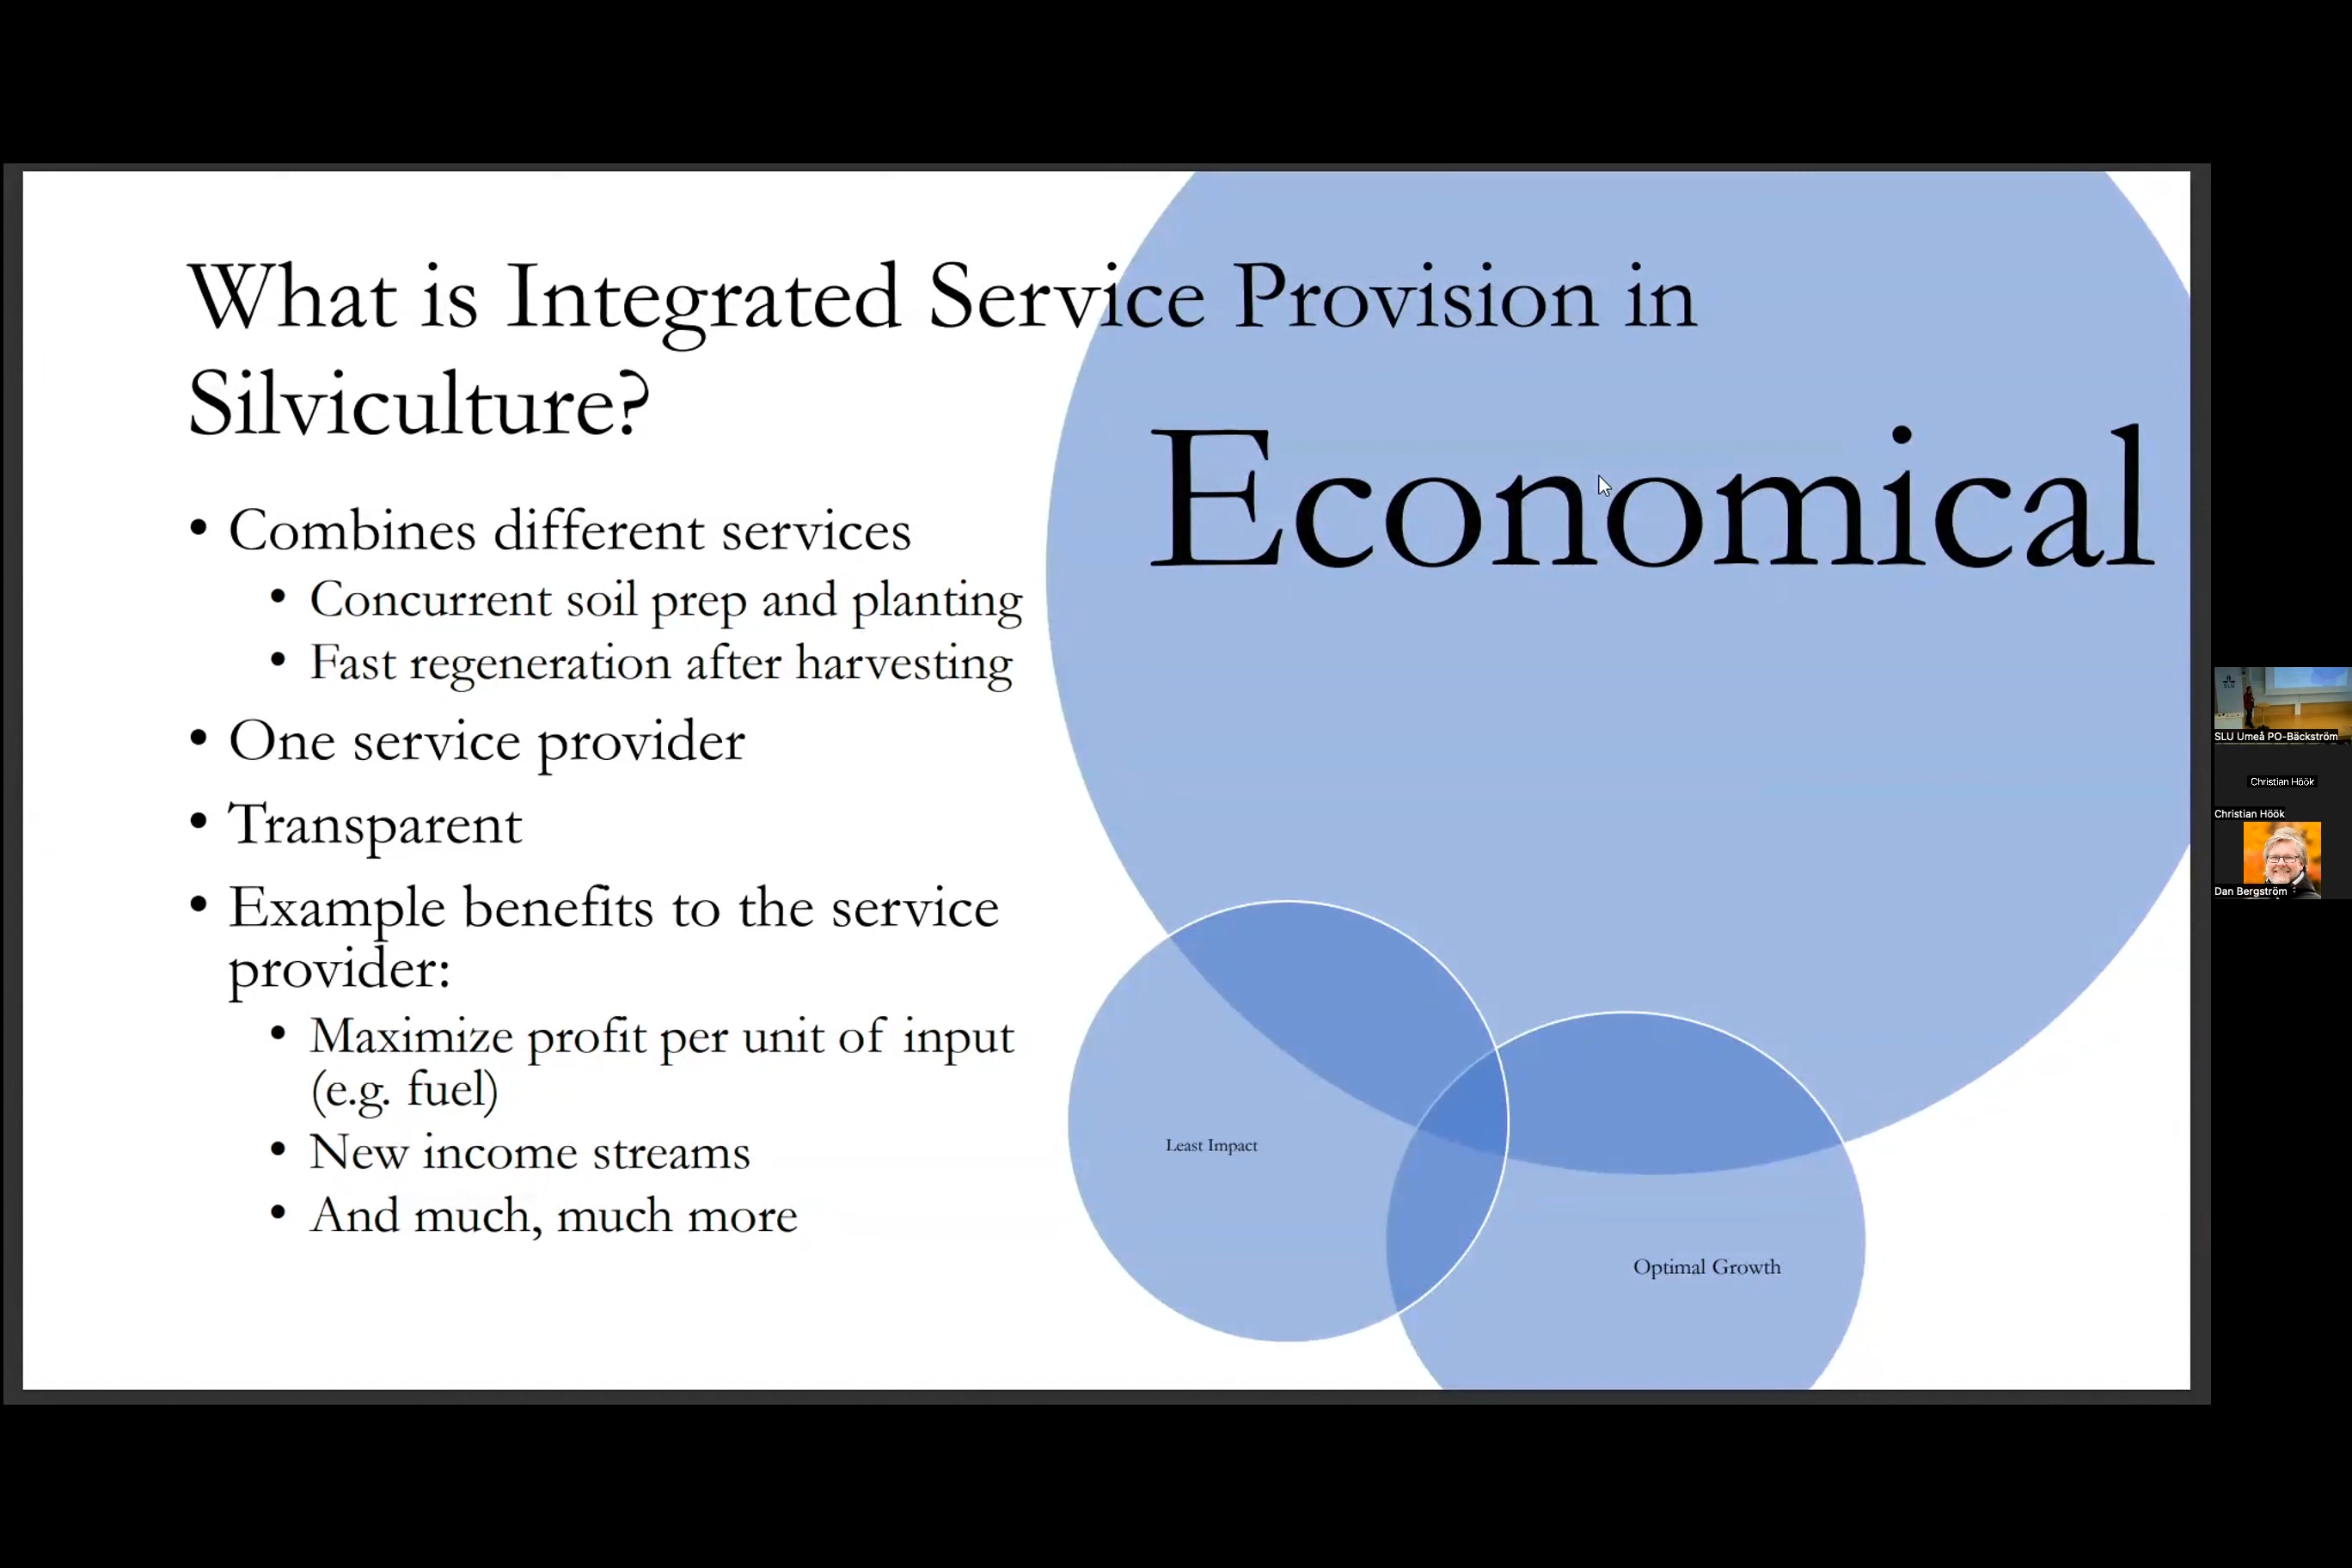 What is Integrated Service Provision in
Silviculture?
Economical
• Combines different services
• Concurrent soil prep and planting
• Fast regeneration after harvesting
• One service provider
• Transparent
• Example benefits to the service
provider:
• Maximize profit per unit of input
(e.g. fuel)
• New income streams
• And much, much more
Least Impact
Optimal Growth
SLU
SLU Umeå PO-Bäckström
Christian Höök
Christian Höök
Dan Bergström